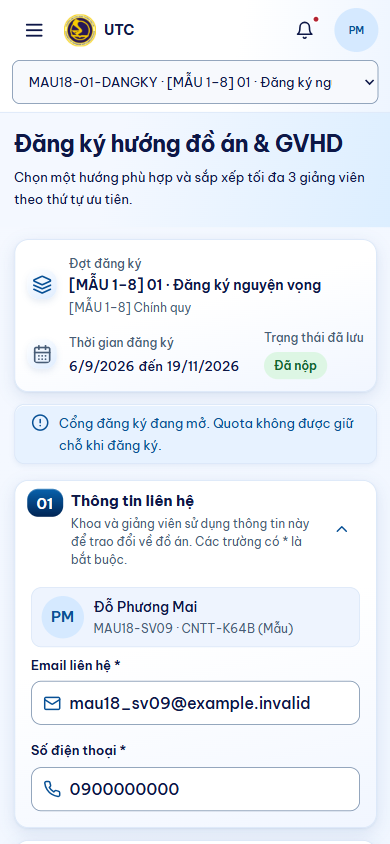 UTC
PM
MAU18-01-DANGKY · [MẪU 1–8] 01 · Đăng ký ng
Đăng ký hướng đồ án & GVHD
Chọn một hướng phù hợp và sắp xếp tối đa 3 giảng viên
theo thứ tự ưu tiên.
Đợt đăng ký
[MẪU 1–8] 01 · Đăng ký nguyện vọng
[MẪU 1–8] Chính quy
Thời gian đăng ký
6/9/2026 đến 19/11/2026
Trạng thái đã lưu
Đã nộp
Cổng đăng ký đang mở. Quota không được giữ
chỗ khi đăng ký.
01
Thông tin liên hệ
Khoa và giảng viên sử dụng thông tin này
để trao đổi về đồ án. Các trường có * là
bắt buộc.
PM
Đỗ Phương Mai
MAU18-SV09 · CNTT-K64B (Mẫu)
Email liên hệ *
mau18_sv09@example.invalid
Số điện thoại *
0900000000